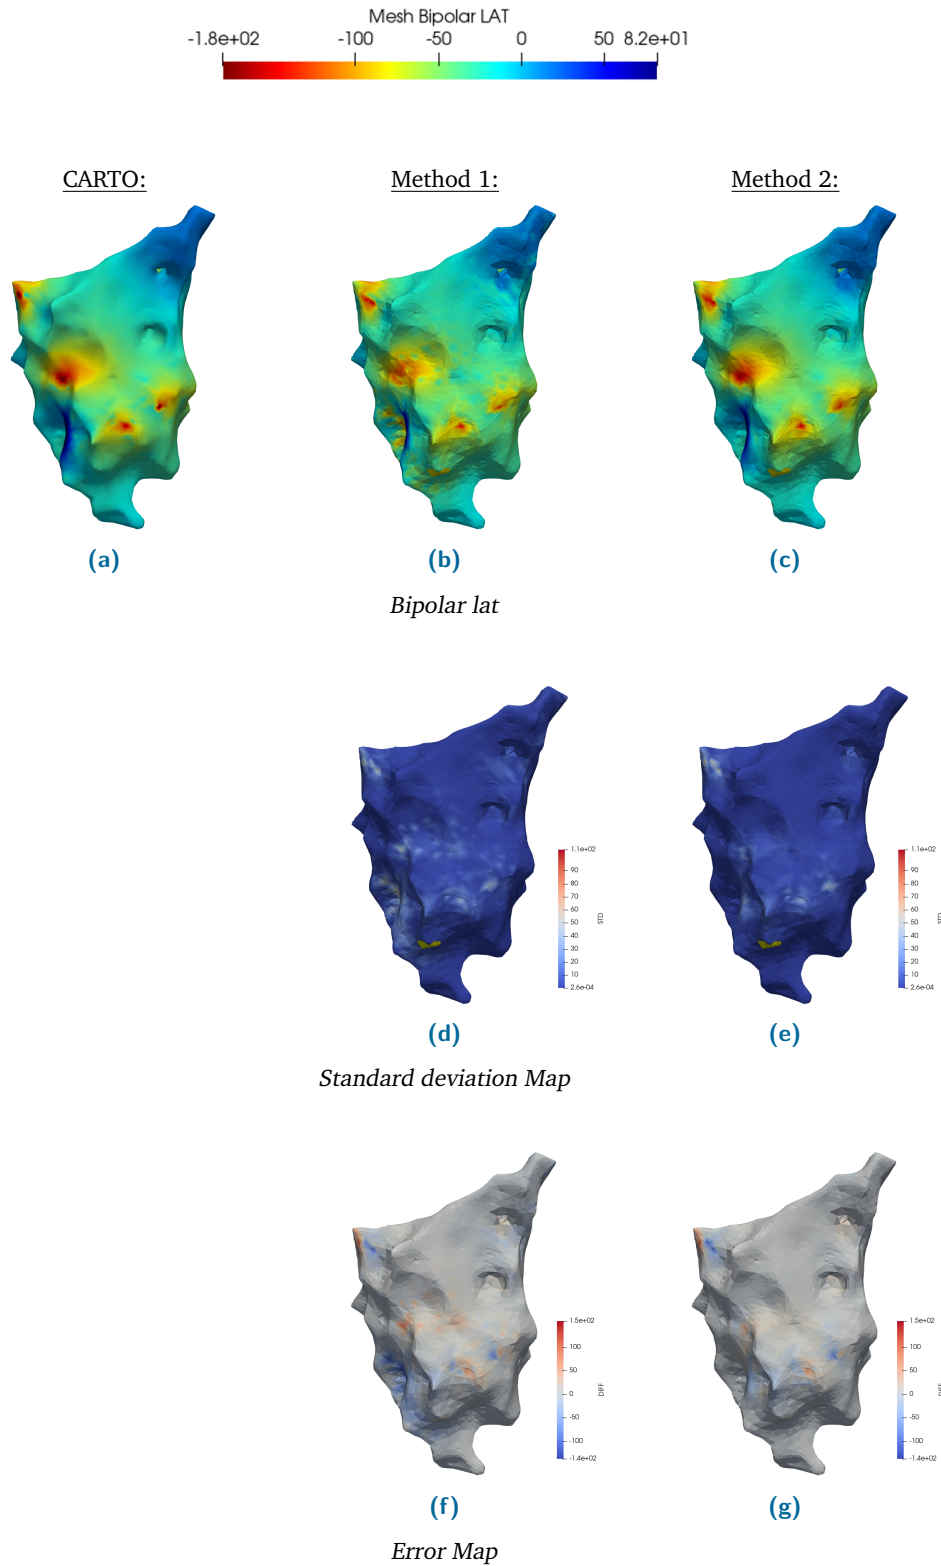 Mesh Bipolar LAT
-1.8e+02 -100 -50 0 50 8.2e+01
CARTO: Method 1: Method 2:
(a) (b) (c)
Bipolar lat
1.1e+02 1.1e+02
90 90
80 80
70 70
60 60
50 50
40 40
30 30
20 20
10 10
2.6e-04 2.6e-04
STD STD
(d) (e)
Standard deviation Map
1.5e+02 1.5e+02
100 100
50 50
0 0
-50 -50
-100 -100
-1.4e+02 -1.4e+02
DIFF DIFF
(f) (g)
Error Map